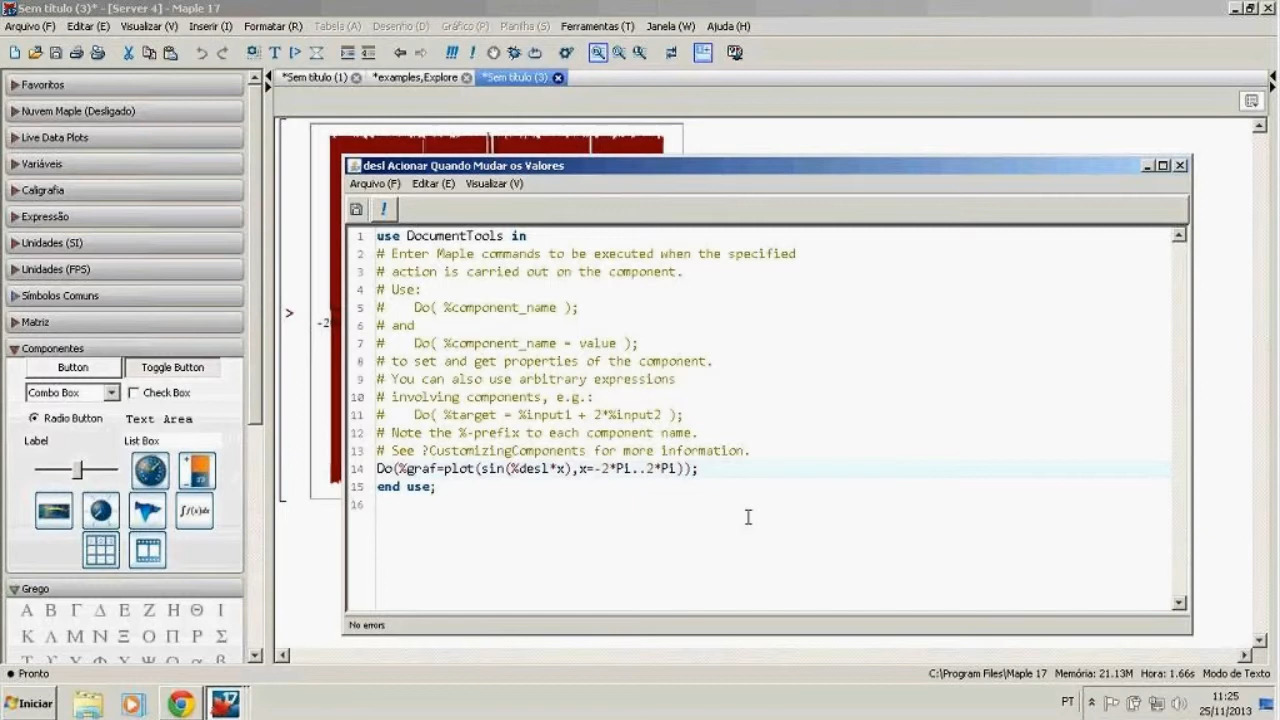 Sem título (3)* - [Server 4] - Maple 17
Arquivo (F) Editar (E) Visualizar (V) Inserir (I) Formatar (R) Tabela (A) Desenho (D) Gráfico (P) Planilha (S) Ferramentas (T) Janela (W) Ajuda (H)
*Sem título (1) *examples,Explore *Sem título (3)
Favoritos
Nuvem Maple (Desligado)
Live Data Plots
Variáveis
Caligrafia
Expressão
Unidades (SI)
Unidades (FPS)
Símbolos Comuns
Matriz
Componentes
Button Toggle Button
Combo Box Check Box
Radio Button Text Area
Label List Box
∫f(x)dx
Grego
Α Β Γ Δ Ε Ζ Η Θ Ι
Κ Λ Μ Ν Ξ Ο Π Ρ Σ
Τ Υ Φ Χ Ψ Ω α β
>
desl Acionar Quando Mudar os Valores
Arquivo (F) Editar (E) Visualizar (V)
1 use DocumentTools in
2 # Enter Maple commands to be executed when the specified
3 # action is carried out on the component.
4 # Use:
5 # Do( %component_name );
6 # and
7 # Do( %component_name = value );
8 # to set and get properties of the component.
9 # You can also use arbitrary expressions
10 # involving components, e.g.:
11 # Do( %target = %input1 + 2*%input2 );
12 # Note the %-prefix to each component name.
13 # See ?CustomizingComponents for more information.
14 Do(%graf=plot(sin(%desl*x),x=-2*Pi..2*Pi));
15 end use;
16
No errors
Pronto
C:\Program Files\Maple 17 Memória: 21.13M Hora: 1.66s Modo de Texto
Iniciar
PT
11:25
25/11/2013